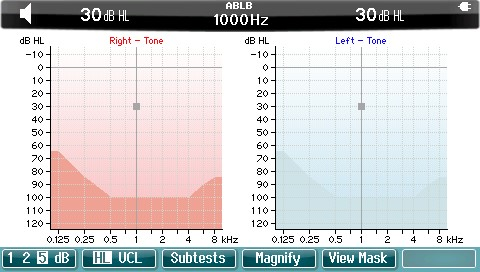 ABLB
30 dB HL 1000Hz 30 dB HL
dB HL Right - Tone dB HL Left - Tone
-10 -10
0 0
10 10
20 20
30 30
40 40
50 50
60 60
70 70
80 80
90 90
100 100
110 110
120 120
0.125 0.25 0.5 1 2 4 8 kHz 0.125 0.25 0.5 1 2 4 8 kHz
1 2 5 dB HL UCL Subtests Magnify View Mask